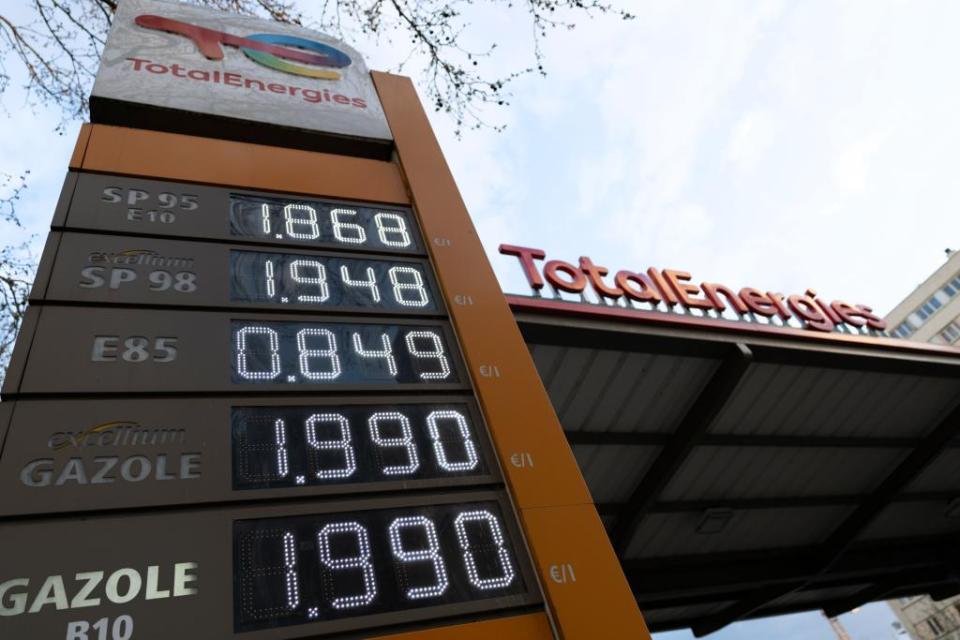 TotalEnergies
SP 95
E10
1.868
€/l
excellium
SP 98
1.948
€/l
E85
0.849
€/l
excellium
GAZOLE
1.990
€/l
GAZOLE
B10
1.990
€/l
TotalEnergies